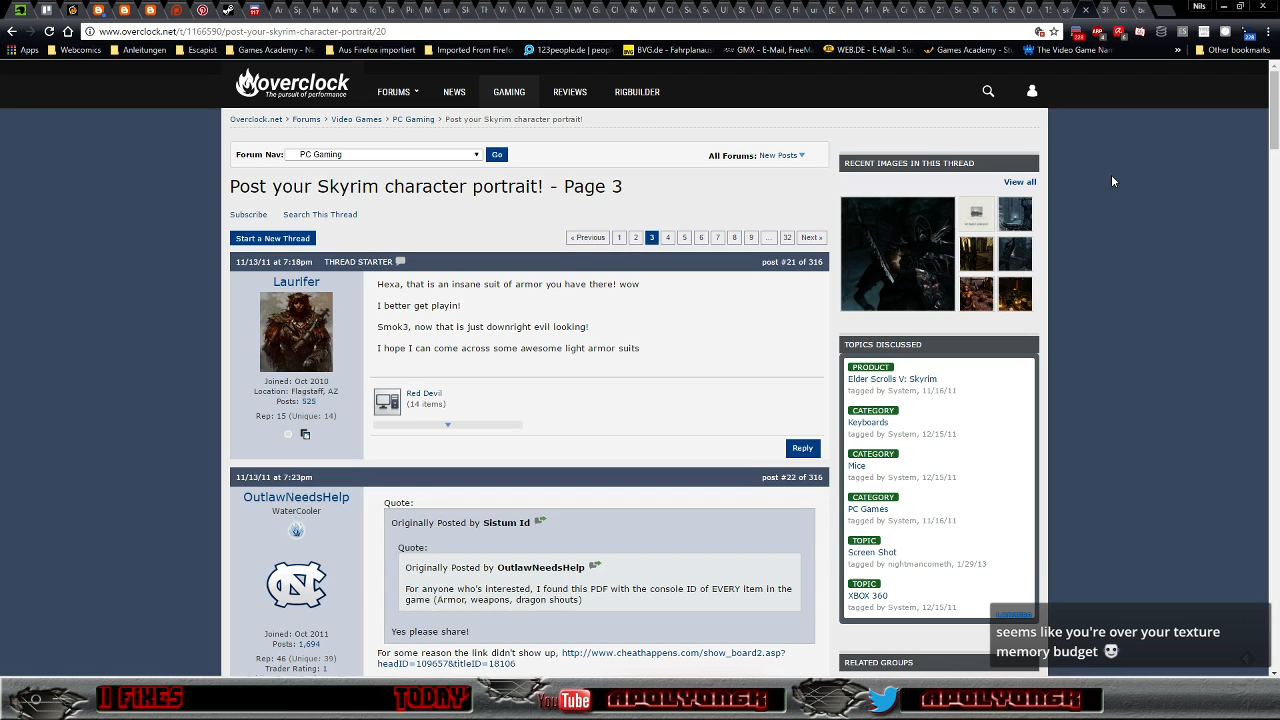 Nis
www.overclock.net/t/1166590/post-your-skyrim-character-portrait/20
Apps Webcomics Anleitungen Escapist Games Academy - Aus Firefox importiert Imported From Firefox 123people.de | peop BVG.de – Fahrplanaus GMX - E-Mail, FreeMa WEB.DE - E-Mail - Su Games Academy - Stu The Video Game Nam » Other bookmarks
overclock
The pursuit of performance
FORUMS NEWS GAMING REVIEWS RIGBUILDER
Overclock.net > Forums > Video Games > PC Gaming > Post your Skyrim character portrait!
Forum Nav: PC Gaming Go All Forums: New Posts
Post your Skyrim character portrait! - Page 3
Subscribe Search This Thread
Start a New Thread
« Previous 1 2 3 4 5 6 7 8 9 ... 32 Next »
11/13/11 at 7:18pm THREAD STARTER post #21 of 316
Laurifer
Joined: Oct 2010
Location: Flagstaff, AZ
Posts: 525
Rep: 15 (Unique: 14)
Hexa, that is an insane suit of armor you have there! wow
I better get playin!
Smok3, now that is just downright evil looking!
I hope I can come across some awesome light armor suits
Red Devil
(14 items)
Reply
11/13/11 at 7:23pm post #22 of 316
OutlawNeedsHelp
WaterCooler
NC
Joined: Oct 2011
Posts: 1,694
Rep: 46 (Unique: 39)
Trader Rating: 1
Quote:
Originally Posted by Sistum Id
Quote:
Originally Posted by OutlawNeedsHelp
For anyone who's interested, I found this PDF with the console ID of EVERY item in the
game (Armor, weapons, dragon shouts)
Yes please share!
For some reason the link didn't show up, http://www.cheathappens.com/show_board2.asp?
headID=109657&titleID=18106
RECENT IMAGES IN THIS THREAD
View all
TOPICS DISCUSSED
PRODUCT
Elder Scrolls V: Skyrim
tagged by System, 11/16/11
CATEGORY
Keyboards
tagged by System, 12/15/11
CATEGORY
Mice
tagged by System, 12/15/11
CATEGORY
PC Games
tagged by System, 11/16/11
TOPIC
Screen Shot
tagged by nightmancometh, 1/29/13
TOPIC
XBOX 360
tagged by System, 12/15/11
RELATED GROUPS
seems like you're over your texture
memory budget
I FIXES TODAY YouTube APOLYONGK APOLYONGK